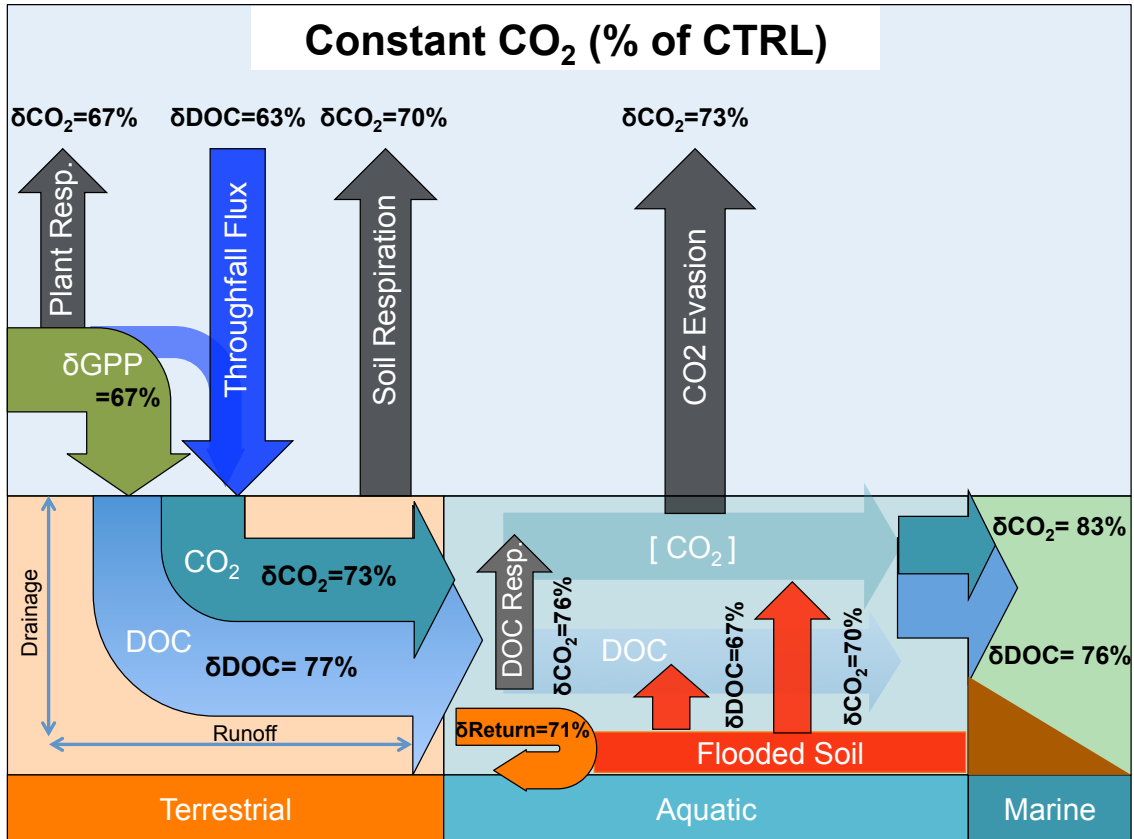 Constant CO₂ (% of CTRL)
δCO₂=67%
δDOC=63%
δCO₂=70%
δCO₂=73%
Plant Resp.
Throughfall Flux
Soil Respiration
CO2 Evasion
δGPP
=67%
CO₂
δCO₂=73%
DOC
δDOC= 77%
Drainage
Runoff
DOC Resp.
δCO₂=76%
[ CO₂ ]
DOC
δDOC=67%
δCO₂=70%
δReturn=71%
Flooded Soil
δCO₂= 83%
δDOC= 76%
Terrestrial
Aquatic
Marine